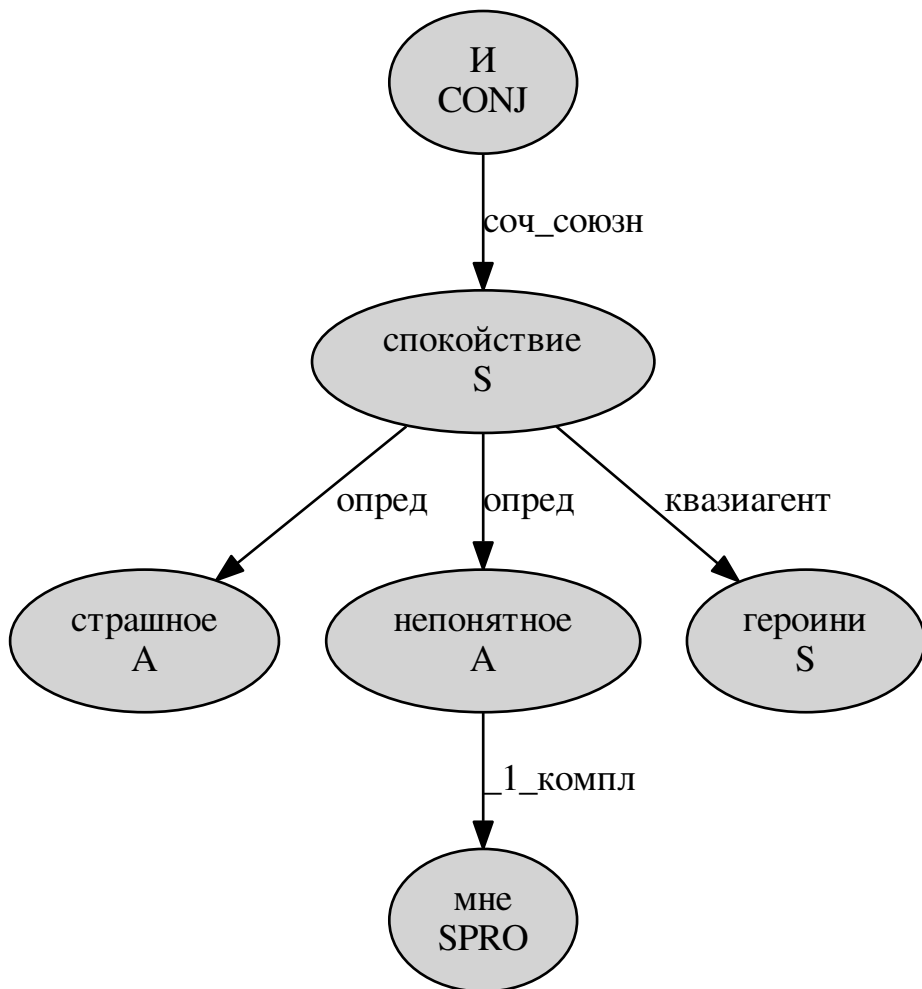 И
CONJ
соч_союзн
спокойствие
S
опред
опред
квазиагент
страшное
A
непонятное
A
героини
S
_1_компл
мне
SPRO